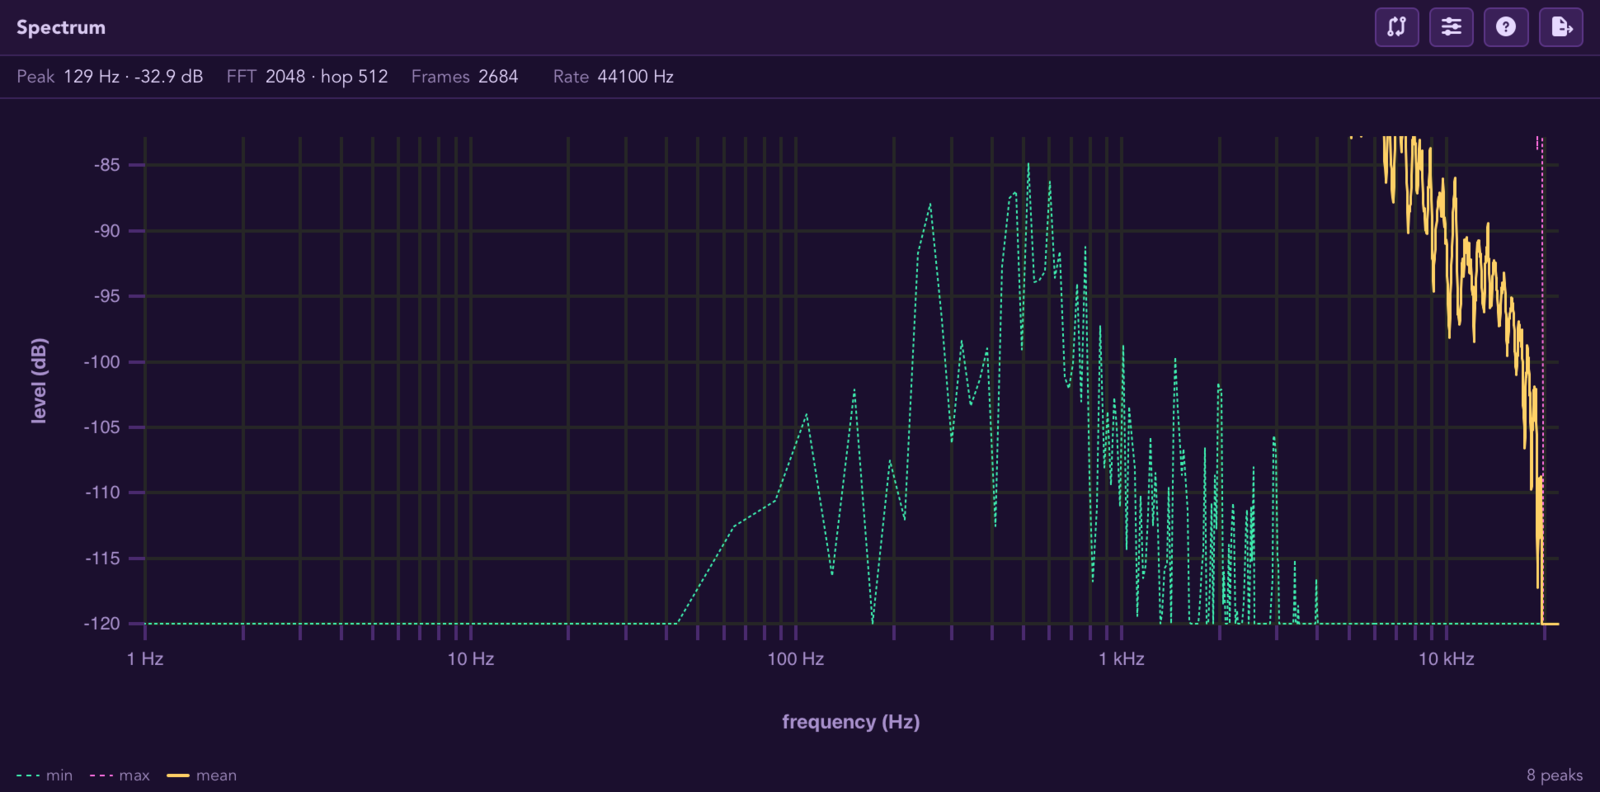 Spectrum
Peak 129 Hz · -32.9 dB FFT 2048 · hop 512 Frames 2684 Rate 44100 Hz
-85
-90
-95
-100
-105
-110
-115
-120
level (dB)
1 Hz 10 Hz 100 Hz 1 kHz 10 kHz
frequency (Hz)
min max mean 8 peaks